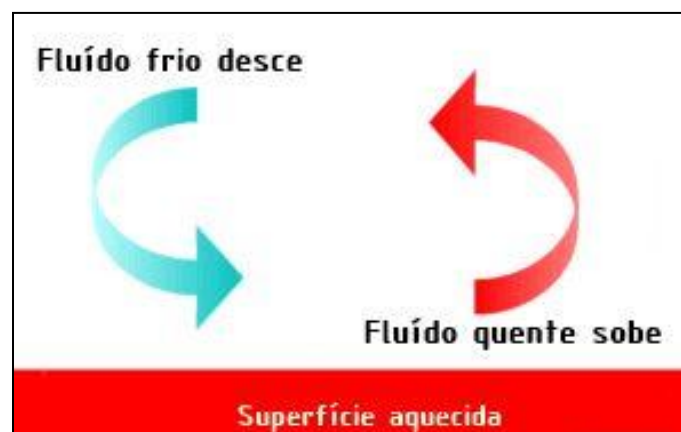 Fluído frio desce
Fluído quente sobe
Superfície aquecida